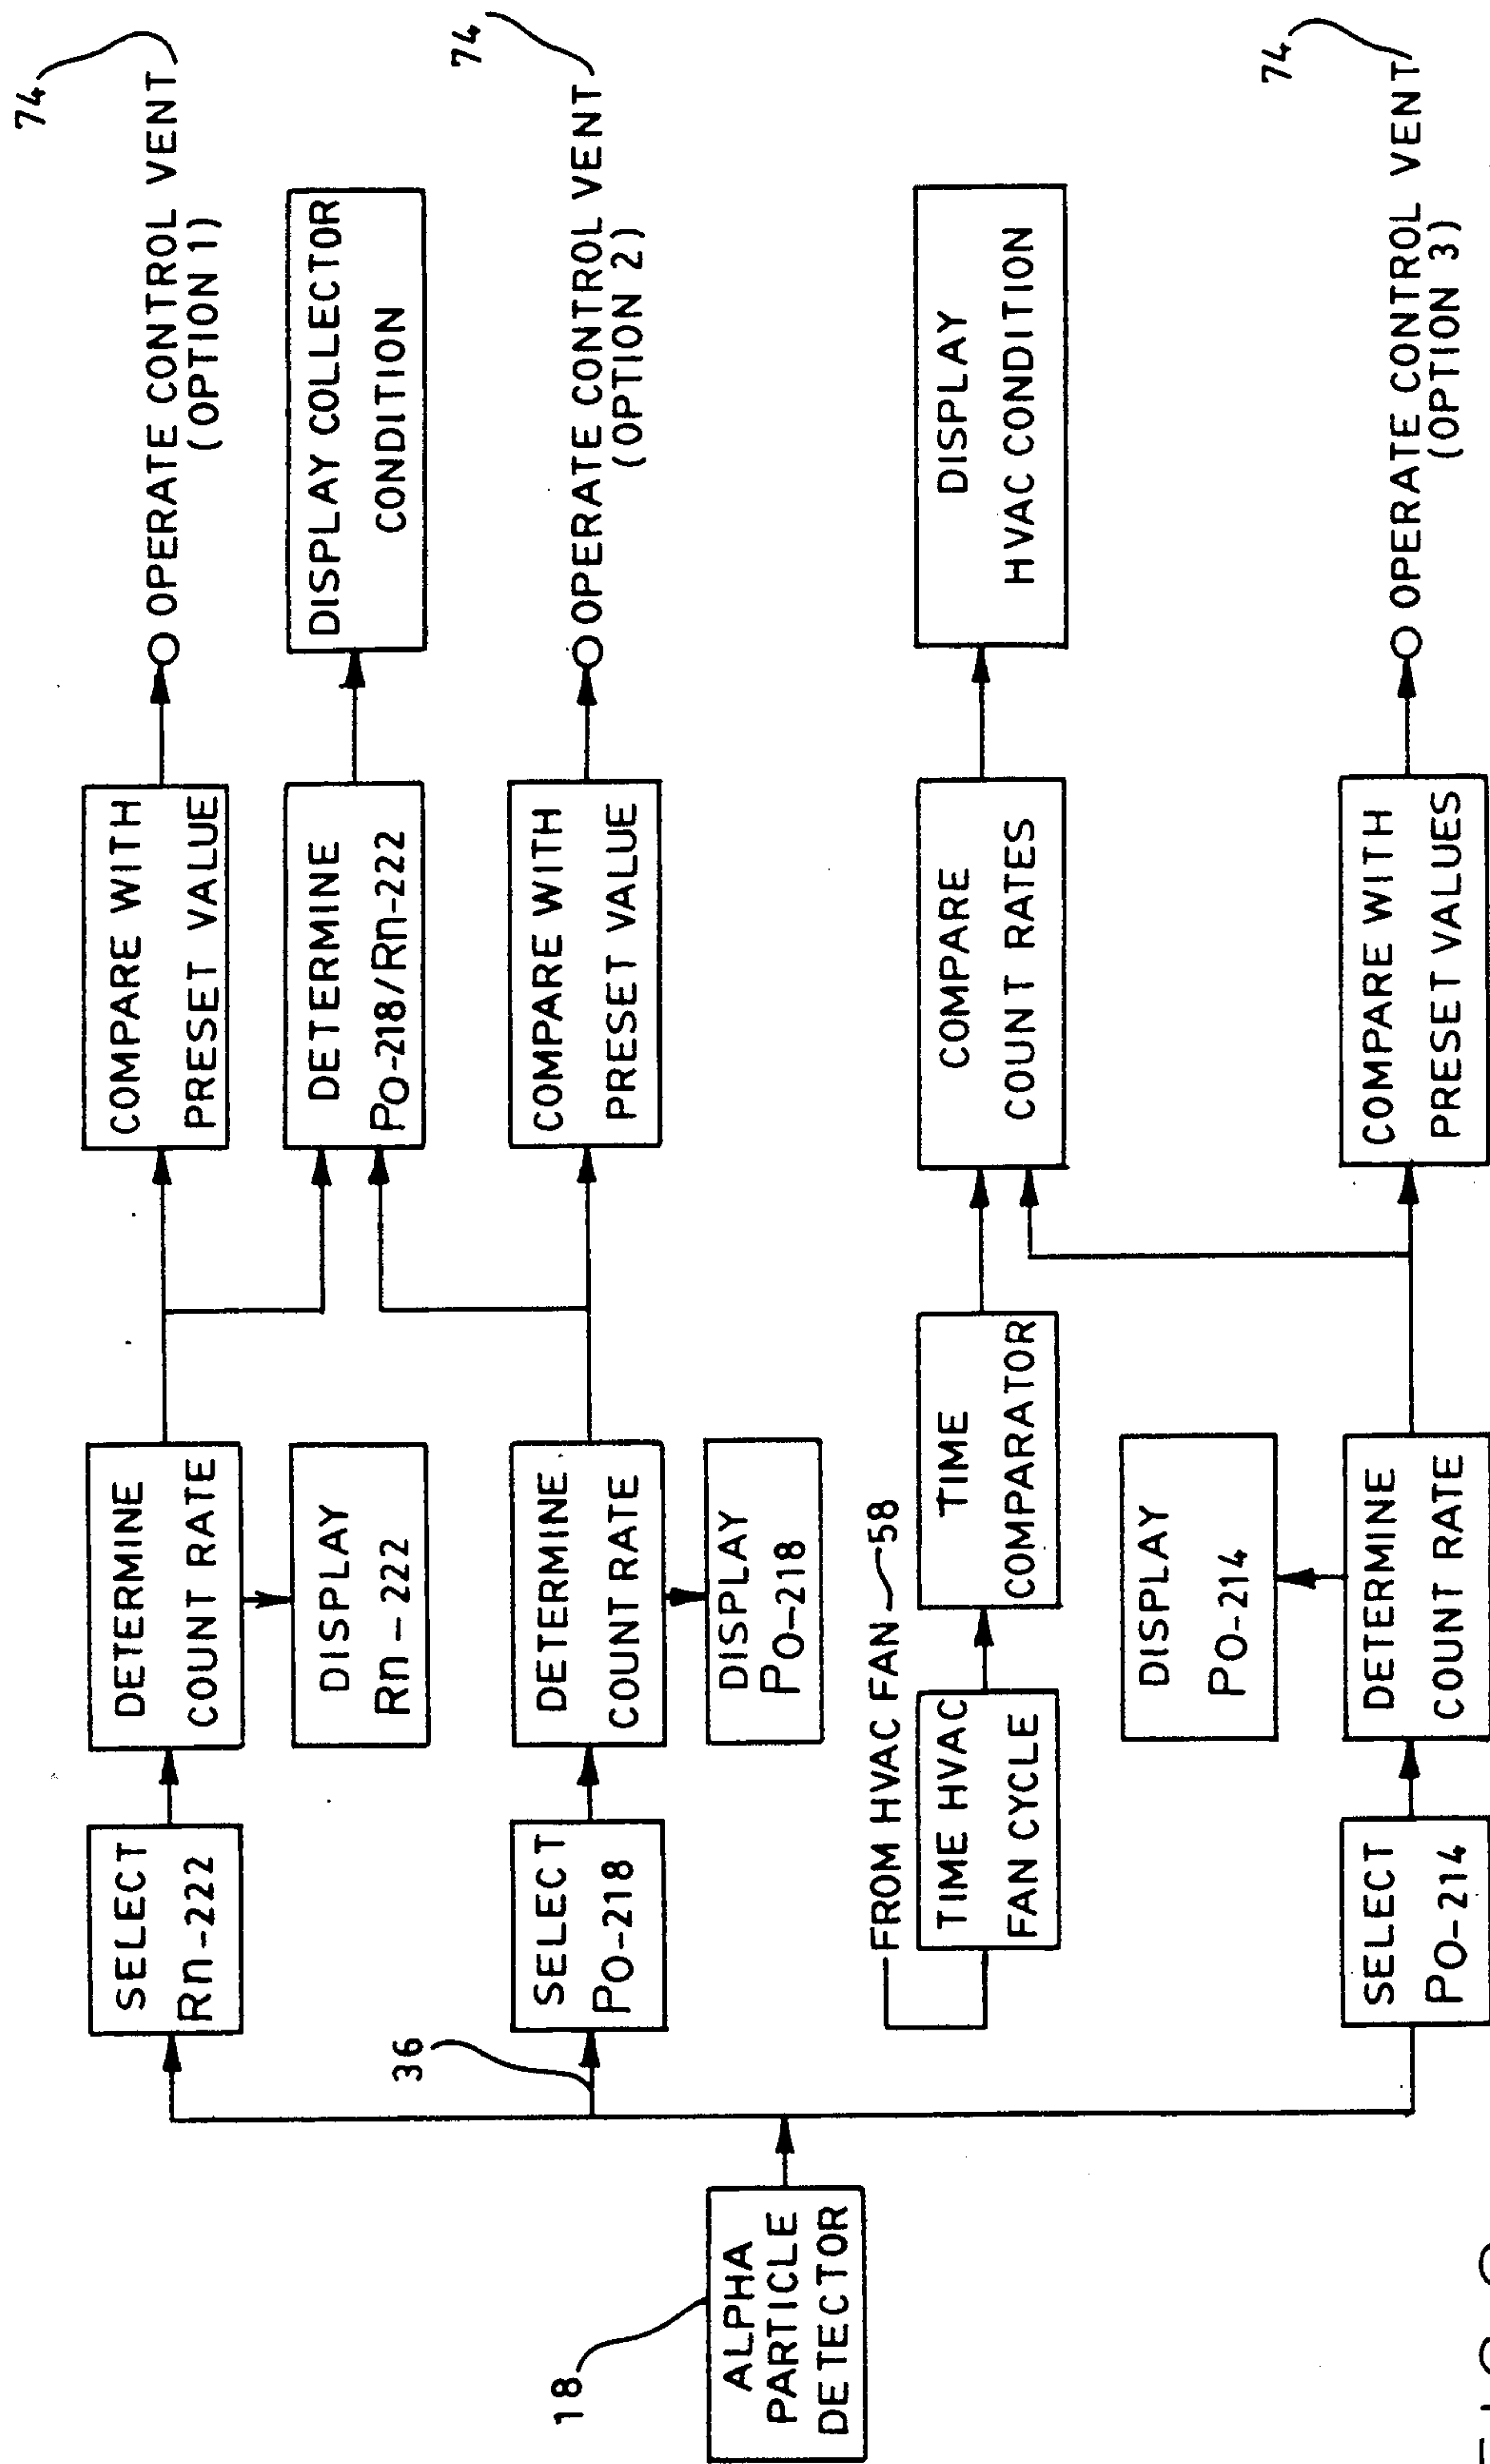 18
ALPHA
PARTICLE
DETECTOR
36
SELECT
Rn-222
DETERMINE
COUNT RATE
DISPLAY
Rn-222
COMPARE WITH
PRESET VALUE
OPERATE CONTROL VENT
(OPTION 1)
74
DETERMINE
Po-218/Rn-222
DISPLAY COLLECTOR
CONDITION
SELECT
Po-218
DETERMINE
COUNT RATE
DISPLAY
Po-218
COMPARE WITH
PRESET VALUE
OPERATE CONTROL VENT
(OPTION 2)
74
FROM HVAC FAN 58
TIME HVAC
FAN CYCLE
TIME
COMPARATOR
COMPARE
COUNT RATES
DISPLAY
HVAC CONDITION
SELECT
Po-214
DETERMINE
COUNT RATE
DISPLAY
Po-214
COMPARE WITH
PRESET VALUES
OPERATE CONTROL VENT
(OPTION 3)
74